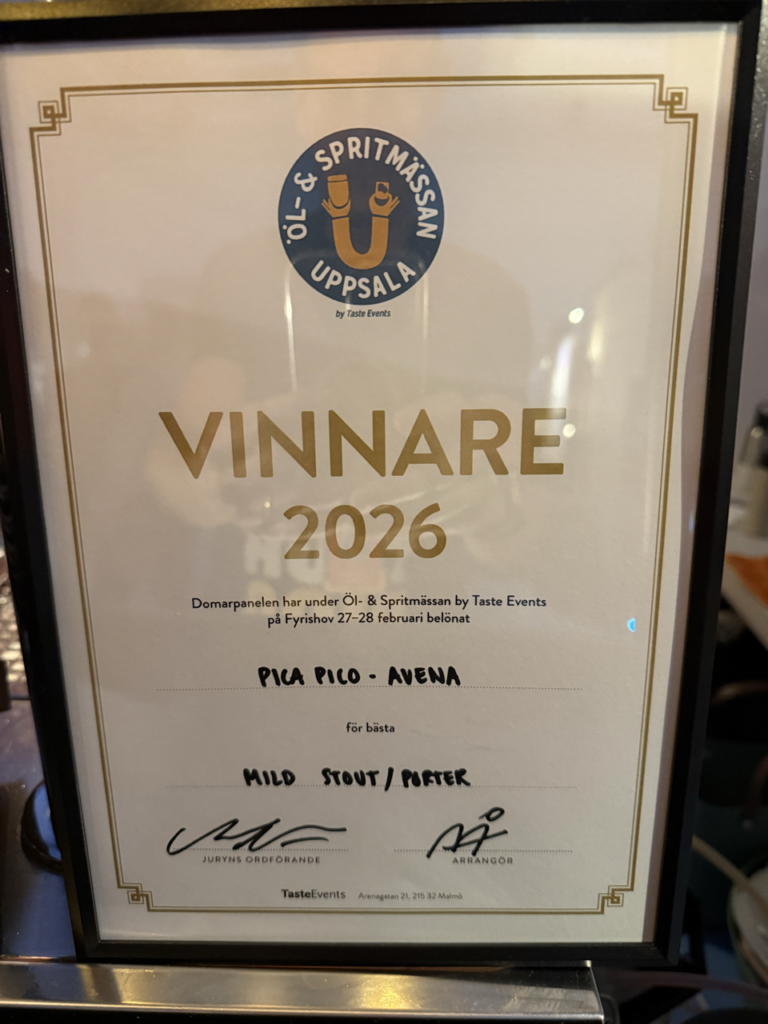 ÖL- & SPRITMÄSSAN
UPPSALA
by Taste Events
VINNARE
2026
Domarpanelen har under Öl- & Spritmässan by Taste Events
på Fyrishov 27–28 februari belönat
PICA PICO - AVENA
för bästa
MILD STOUT / PORTER
JURYNS ORDFÖRANDE
ARRANGÖR
TasteEvents Arenagatan 21, 215 32 Malmö